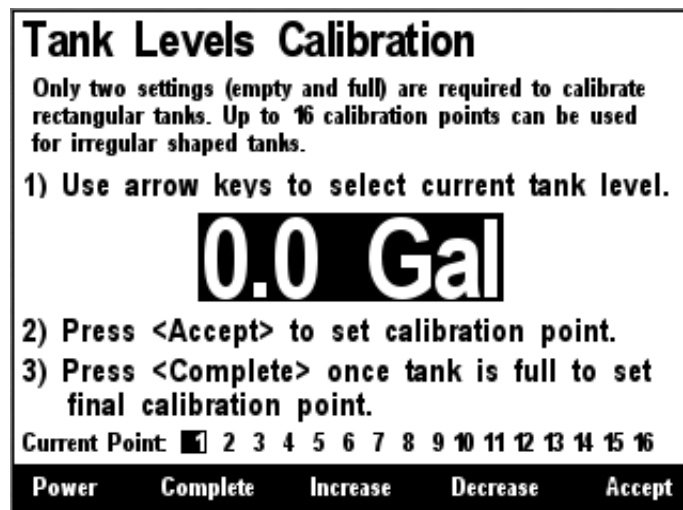 Tank Levels Calibration
Only two settings (empty and full) are required to calibrate
rectangular tanks. Up to 16 calibration points can be used
for irregular shaped tanks.
1) Use arrow keys to select current tank level.
0.0 Gal
2) Press <Accept> to set calibration point.
3) Press <Complete> once tank is full to set
final calibration point.
Current Point: 1 2 3 4 5 6 7 8 9 10 11 12 13 14 15 16
Power Complete Increase Decrease Accept